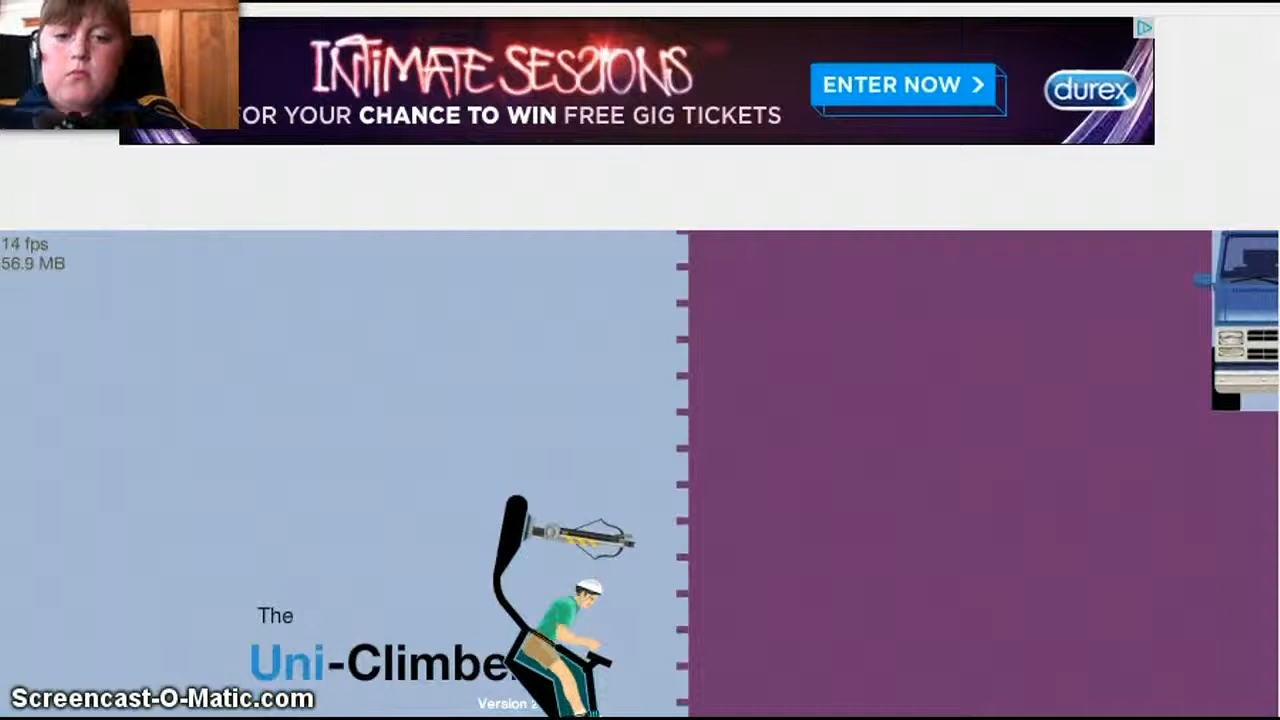 INTIMATE SESSIONS
OR YOUR CHANCE TO WIN FREE GIG TICKETS
ENTER NOW >
durex
14 fps
56.9 MB
The
Uni-Climbe
Version
Screencast-O-Matic.com